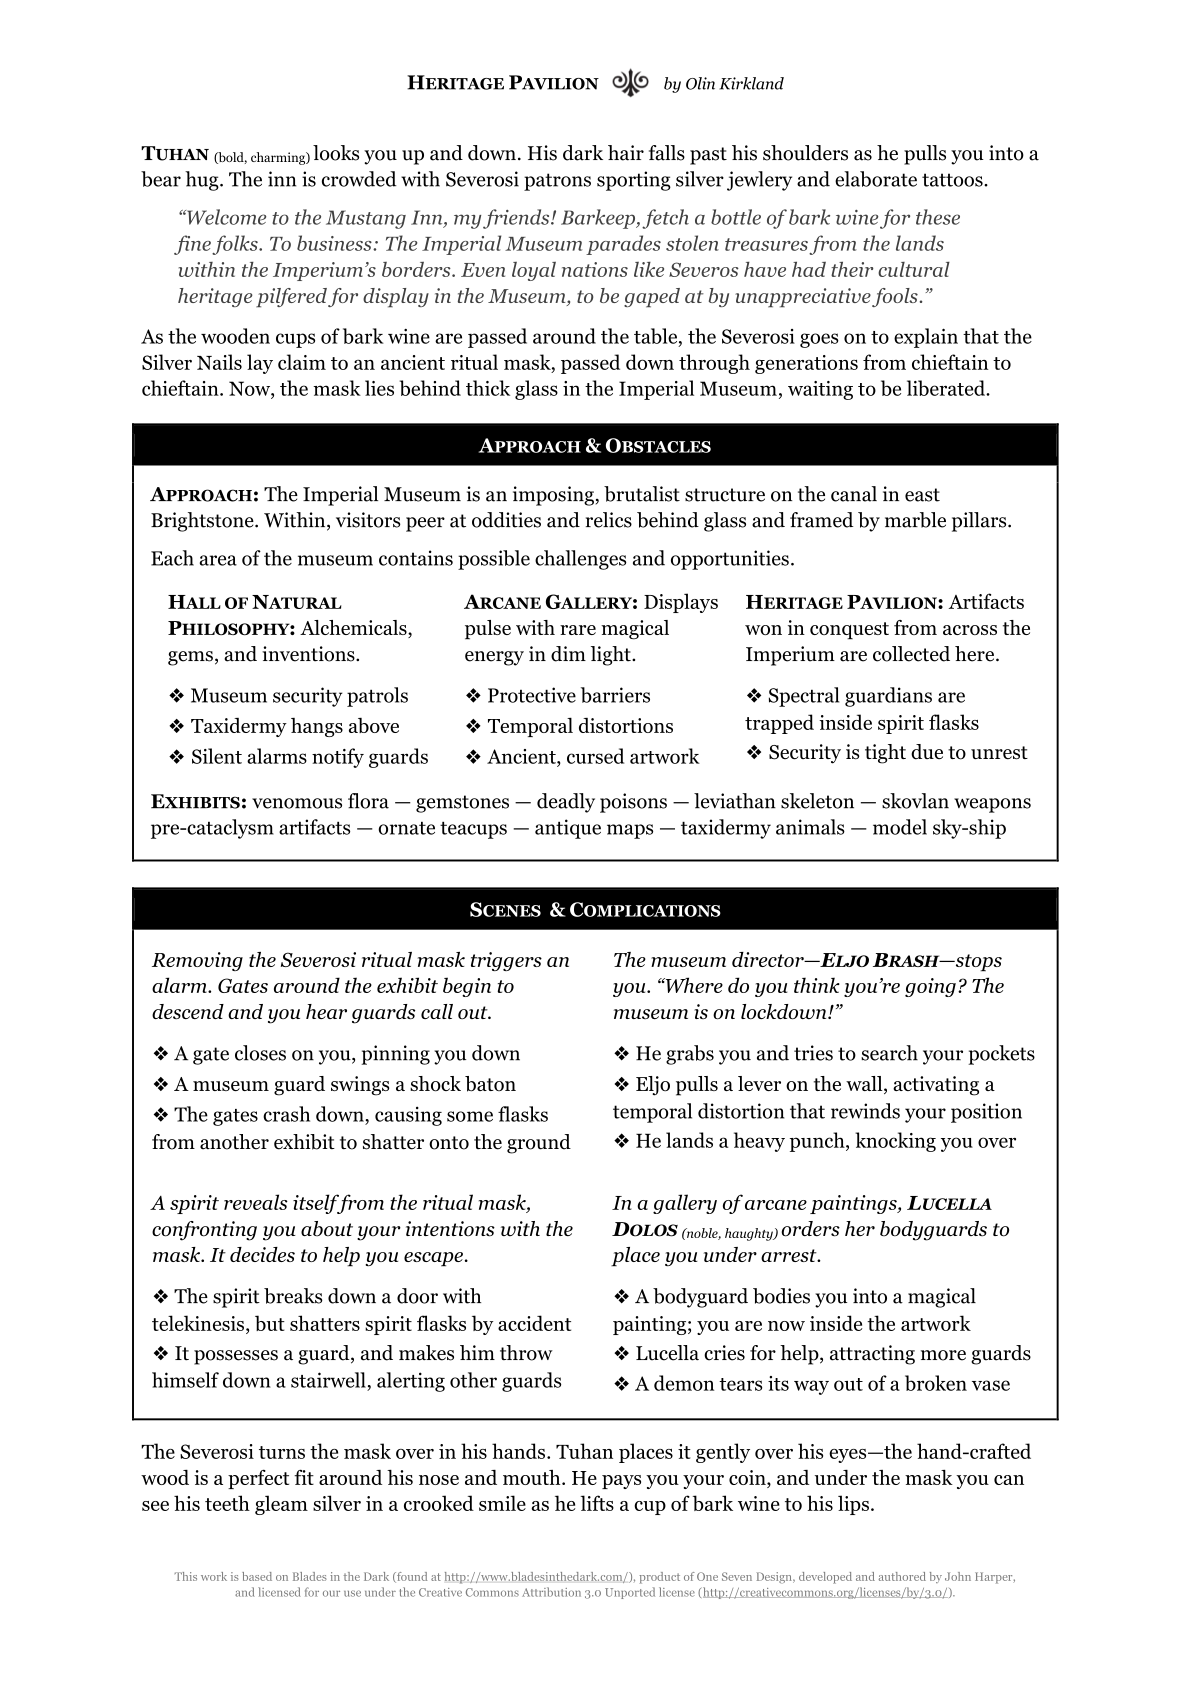 HERITAGE PAVILION by Olin Kirkland
TUHAN (bold, charming) looks you up and down. His dark hair falls past his shoulders as he pulls you into a
bear hug. The inn is crowded with Severosi patrons sporting silver jewlery and elaborate tattoos.
“Welcome to the Mustang Inn, my friends! Barkeep, fetch a bottle of bark wine for these
fine folks. To business: The Imperial Museum parades stolen treasures from the lands
within the Imperium’s borders. Even loyal nations like Severos have had their cultural
heritage pilfered for display in the Museum, to be gaped at by unappreciative fools.”
As the wooden cups of bark wine are passed around the table, the Severosi goes on to explain that the
Silver Nails lay claim to an ancient ritual mask, passed down through generations from chieftain to
chieftain. Now, the mask lies behind thick glass in the Imperial Museum, waiting to be liberated.
APPROACH & OBSTACLES
APPROACH: The Imperial Museum is an imposing, brutalist structure on the canal in east
Brightstone. Within, visitors peer at oddities and relics behind glass and framed by marble pillars.
Each area of the museum contains possible challenges and opportunities.
HALL OF NATURAL
PHILOSOPHY: Alchemicals,
gems, and inventions.
❖ Museum security patrols
❖ Taxidermy hangs above
❖ Silent alarms notify guards
ARCANE GALLERY: Displays
pulse with rare magical
energy in dim light.
❖ Protective barriers
❖ Temporal distortions
❖ Ancient, cursed artwork
HERITAGE PAVILION: Artifacts
won in conquest from across the
Imperium are collected here.
❖ Spectral guardians are
trapped inside spirit flasks
❖ Security is tight due to unrest
EXHIBITS: venomous flora — gemstones — deadly poisons — leviathan skeleton — skovlan weapons
pre-cataclysm artifacts — ornate teacups — antique maps — taxidermy animals — model sky-ship
SCENES & COMPLICATIONS
Removing the Severosi ritual mask triggers an
alarm. Gates around the exhibit begin to
descend and you hear guards call out.
❖ A gate closes on you, pinning you down
❖ A museum guard swings a shock baton
❖ The gates crash down, causing some flasks
from another exhibit to shatter onto the ground
The museum director—ELJO BRASH—stops
you. “Where do you think you’re going? The
museum is on lockdown!”
❖ He grabs you and tries to search your pockets
❖ Eljo pulls a lever on the wall, activating a
temporal distortion that rewinds your position
❖ He lands a heavy punch, knocking you over
A spirit reveals itself from the ritual mask,
confronting you about your intentions with the
mask. It decides to help you escape.
❖ The spirit breaks down a door with
telekinesis, but shatters spirit flasks by accident
❖ It possesses a guard, and makes him throw
himself down a stairwell, alerting other guards
In a gallery of arcane paintings, LUCELLA
DOLOS (noble, haughty) orders her bodyguards to
place you under arrest.
❖ A bodyguard bodies you into a magical
painting; you are now inside the artwork
❖ Lucella cries for help, attracting more guards
❖ A demon tears its way out of a broken vase
The Severosi turns the mask over in his hands. Tuhan places it gently over his eyes—the hand-crafted
wood is a perfect fit around his nose and mouth. He pays you your coin, and under the mask you can
see his teeth gleam silver in a crooked smile as he lifts a cup of bark wine to his lips.
This work is based on Blades in the Dark (found at http://www.bladesinthedark.com/), product of One Seven Design, developed and authored by John Harper,
and licensed for our use under the Creative Commons Attribution 3.0 Unported license (http://creativecommons.org/licenses/by/3.0/).